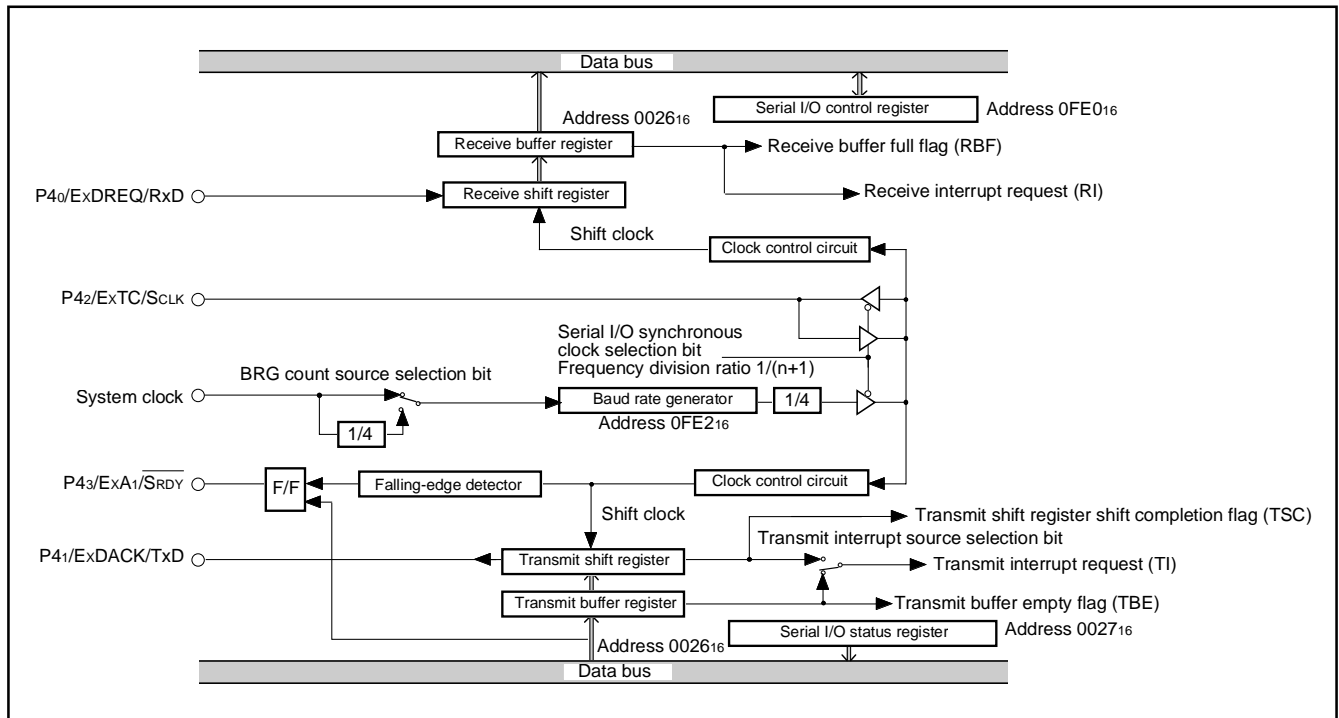 Data bus
Serial I/O control register
Address 0FE016
Address 002616
Receive buffer register
Receive buffer full flag (RBF)
P40/EXDREQ/RxD
Receive shift register
Receive interrupt request (RI)
Shift clock
Clock control circuit
P42/EXTC/SCLK
Serial I/O synchronous
clock selection bit
Frequency division ratio 1/(n+1)
BRG count source selection bit
System clock
Baud rate generator
1/4
Address 0FE216
1/4
P43/EXA1/SRDY
F/F
Falling-edge detector
Clock control circuit
Shift clock
Transmit shift register shift completion flag (TSC)
Transmit interrupt source selection bit
P41/EXDACK/TxD
Transmit shift register
Transmit interrupt request (TI)
Transmit buffer register
Transmit buffer empty flag (TBE)
Address 002616
Serial I/O status register
Address 002716
Data bus